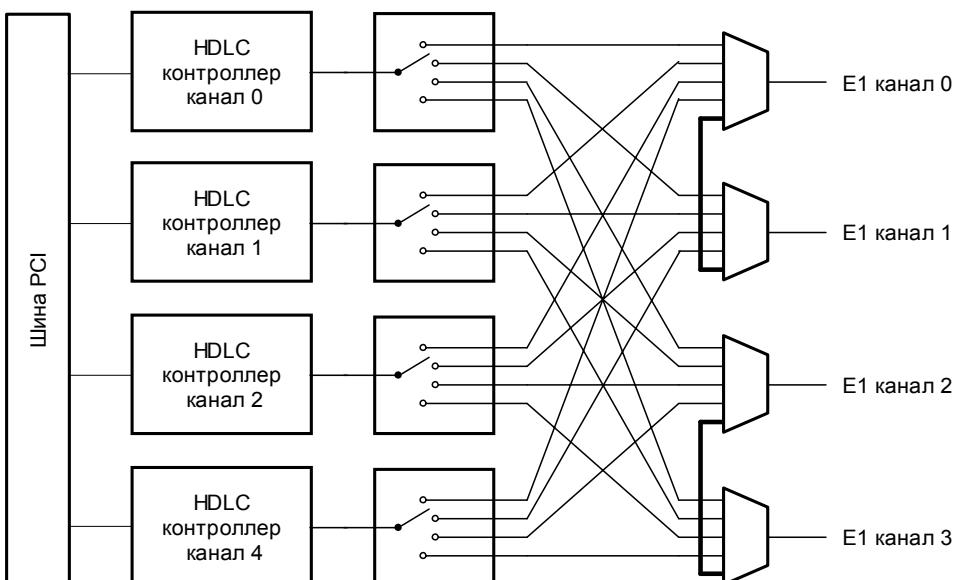 Шина PCI
HDLC
контроллер
канал 0
E1 канал 0
HDLC
контроллер
канал 1
E1 канал 1
HDLC
контроллер
канал 2
E1 канал 2
HDLC
контроллер
канал 4
E1 канал 3